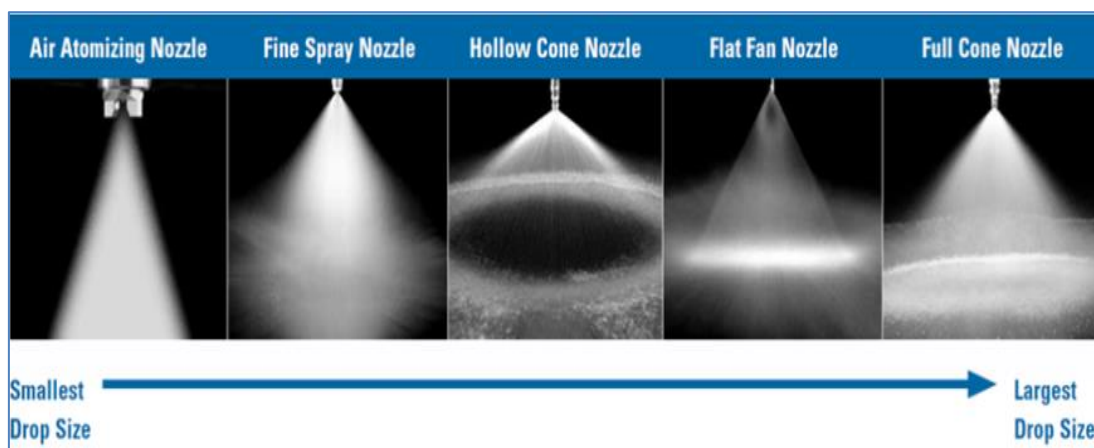 Air Atomizing Nozzle Fine Spray Nozzle Hollow Cone Nozzle Flat Fan Nozzle Full Cone Nozzle
Smallest Largest
Drop Size Drop Size